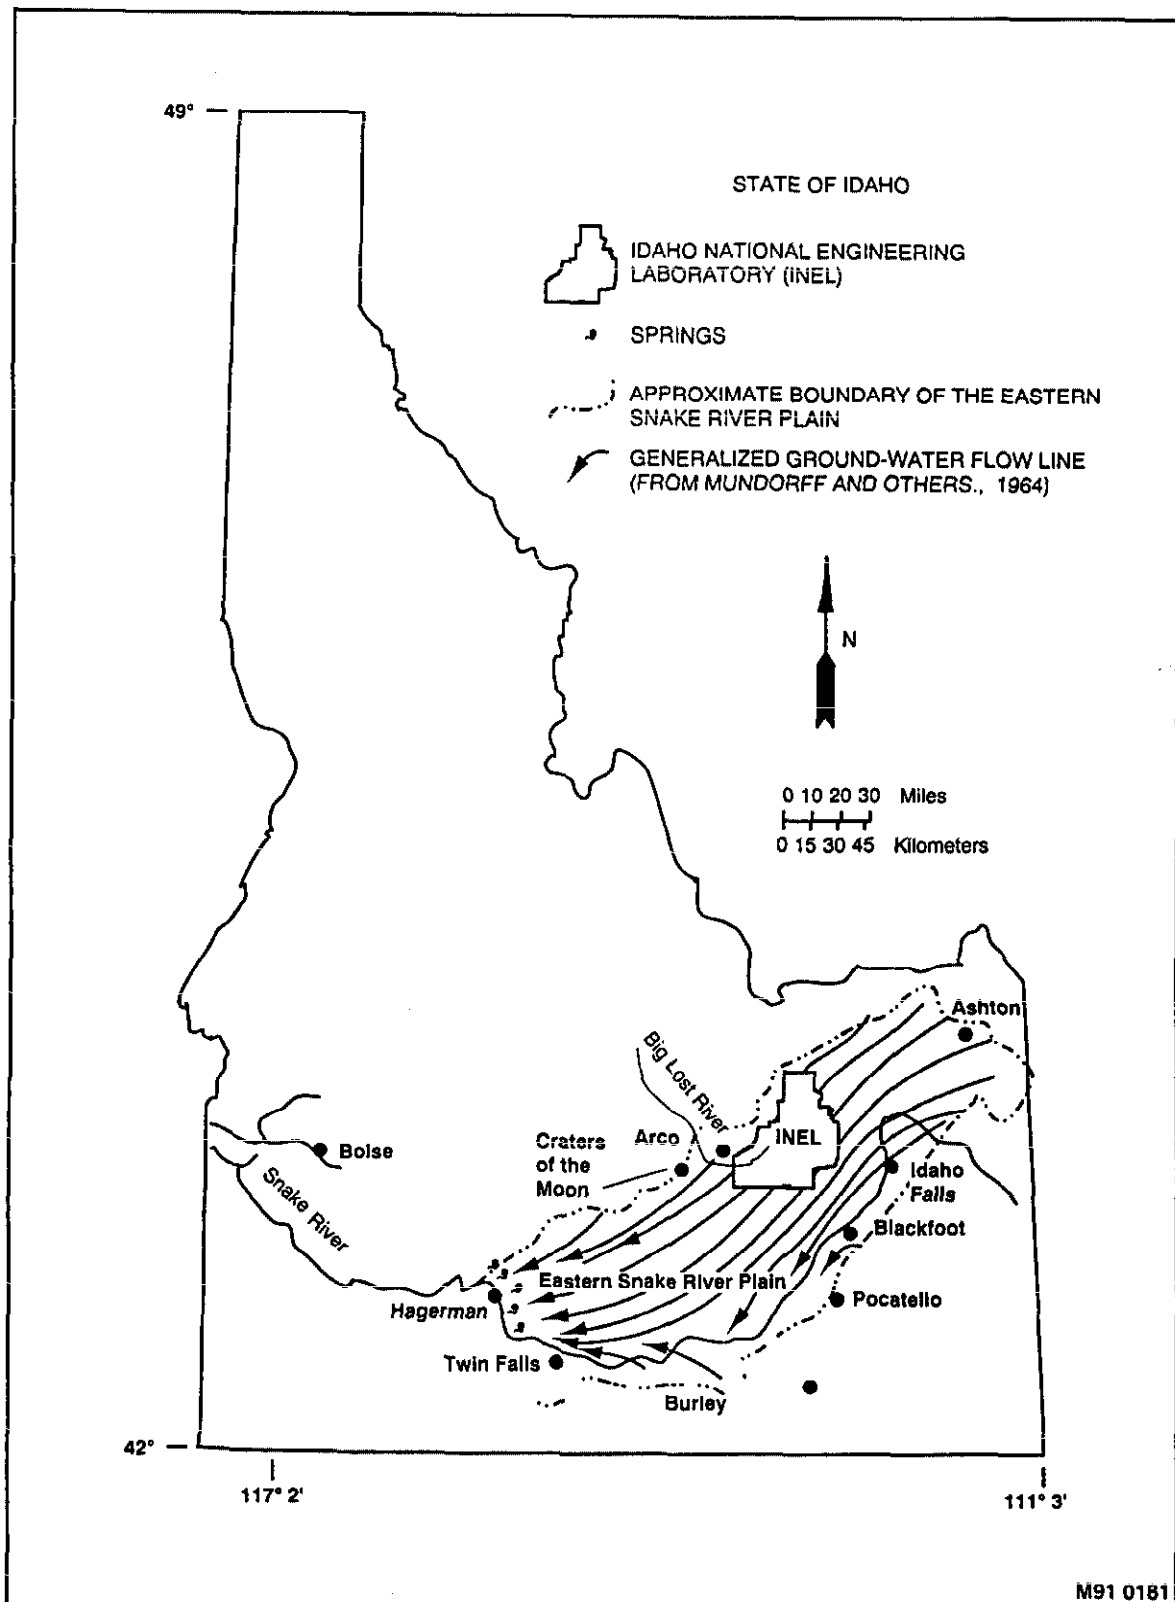 49°
STATE OF IDAHO
IDAHO NATIONAL ENGINEERING
LABORATORY (INEL)
SPRINGS
APPROXIMATE BOUNDARY OF THE EASTERN
SNAKE RIVER PLAIN
GENERALIZED GROUND-WATER FLOW LINE
(FROM MUNDORFF AND OTHERS., 1964)
N
0 10 20 30 Miles
0 15 30 45 Kilometers
Ashton
Big Lost River
Arco
INEL
Craters
of the
Moon
Boise
Idaho
Falls
Snake River
Blackfoot
Eastern Snake River Plain
Hagerman
Pocatello
Twin Falls
Burley
42°
117° 2'
111° 3'
M91 0181